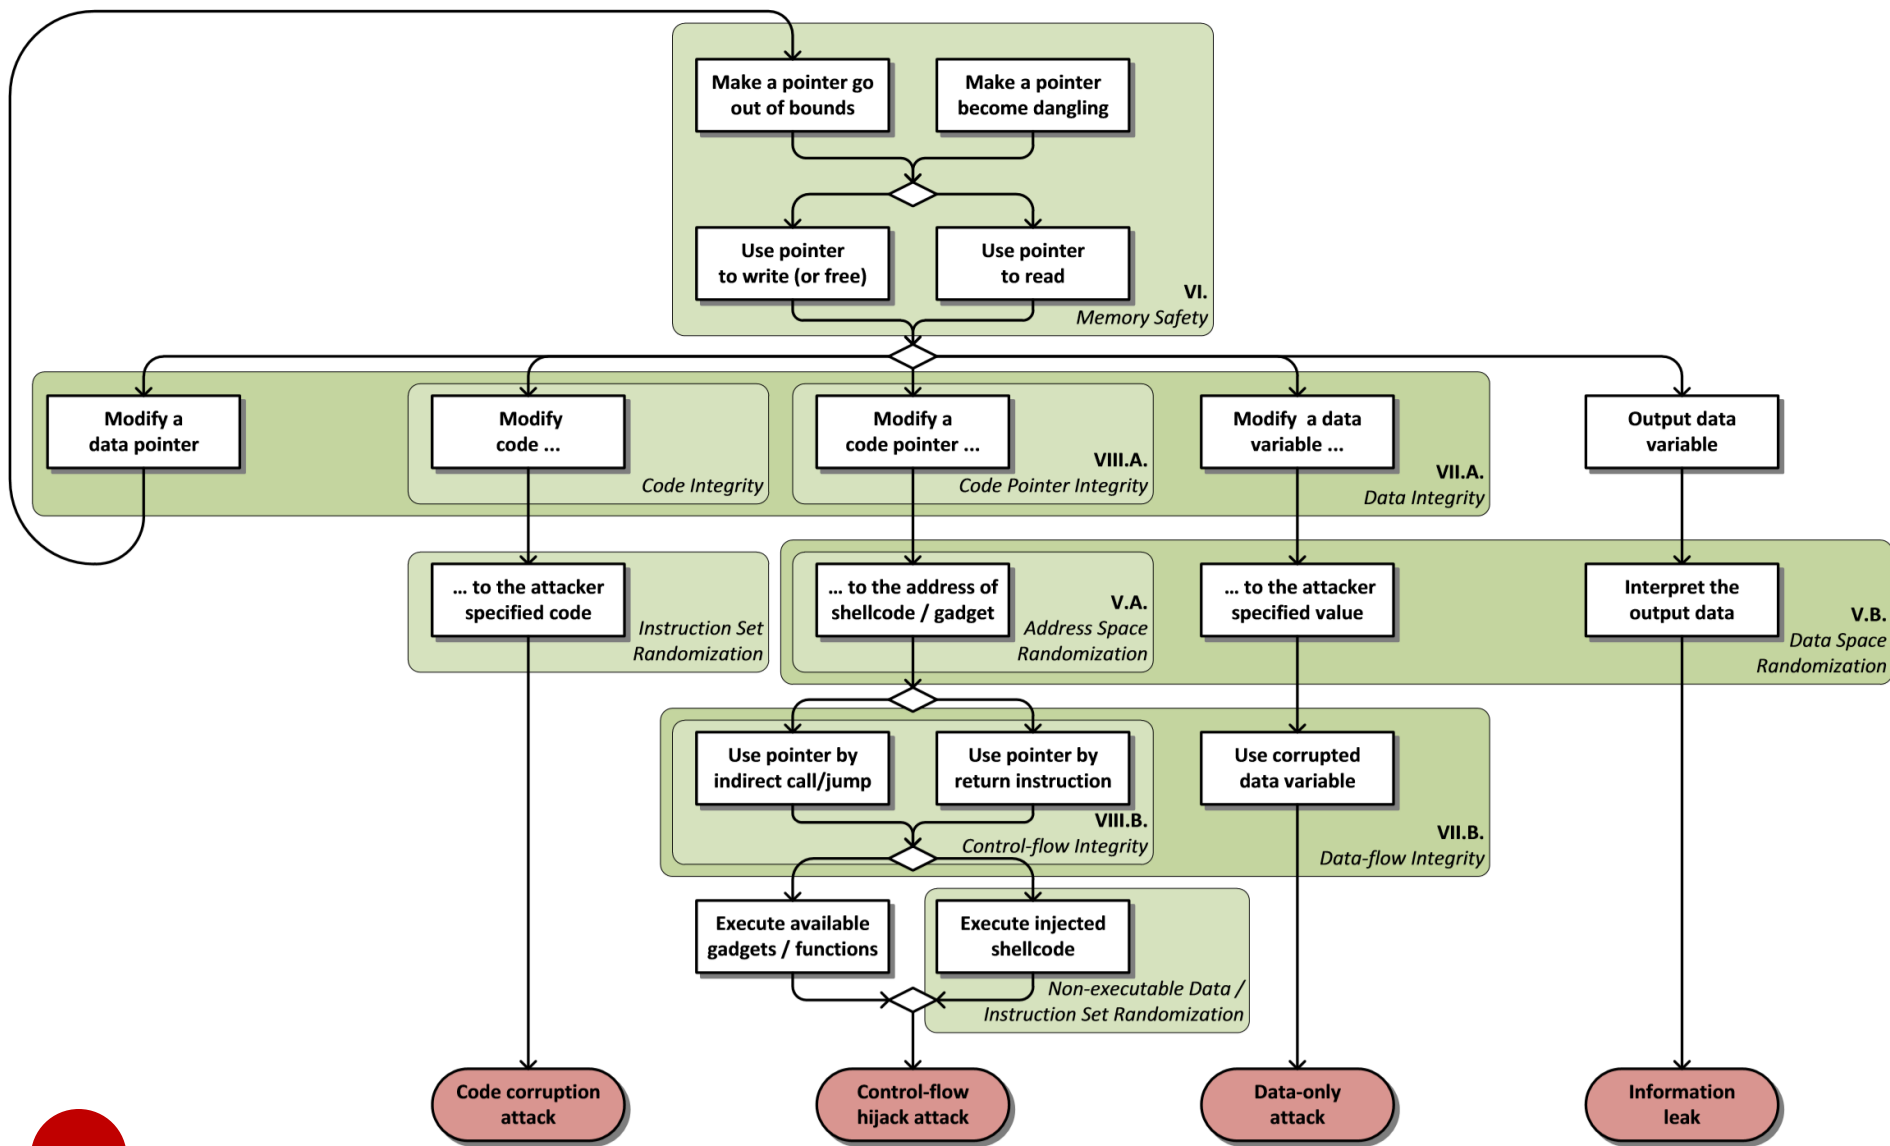 Make a pointer go
out of bounds
Make a pointer
become dangling
Use pointer
to write (or free)
Use pointer
to read
VI.
Memory Safety
Modify a
data pointer
Modify
code ...
Code Integrity
Modify a
code pointer ...
VIII.A.
Code Pointer Integrity
Modify a data
variable ...
VII.A.
Data Integrity
Output data
variable
... to the attacker
specified code
Instruction Set
Randomization
... to the address of
shellcode / gadget
V.A.
Address Space
Randomization
... to the attacker
specified value
Interpret the
output data
V.B.
Data Space
Randomization
Use pointer by
indirect call/jump
Use pointer by
return instruction
VIII.B.
Control-flow Integrity
Use corrupted
data variable
VII.B.
Data-flow Integrity
Execute available
gadgets / functions
Execute injected
shellcode
Non-executable Data /
Instruction Set Randomization
Code corruption
attack
Control-flow
hijack attack
Data-only
attack
Information
leak